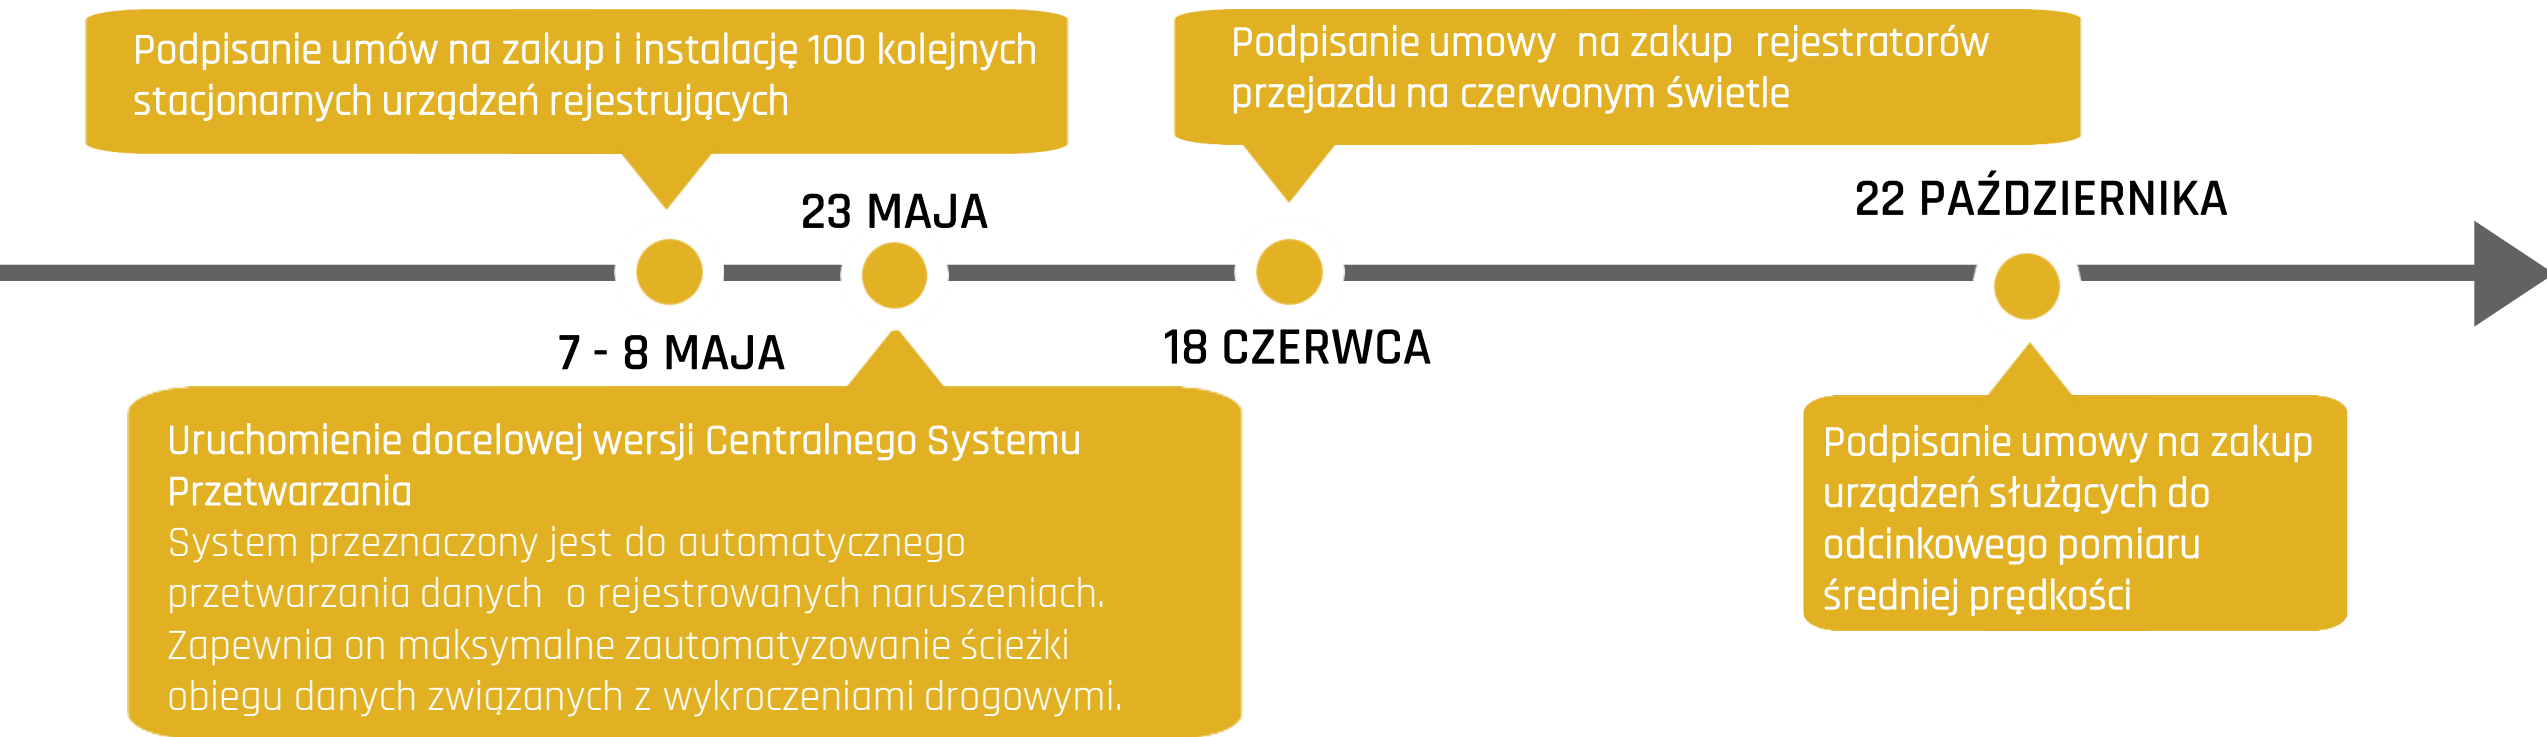 Podpisanie umów na zakup i instalację 100 kolejnych
stacjonarnych urządzeń rejestrujących
7 - 8 MAJA
23 MAJA
Uruchomienie docelowej wersji Centralnego Systemu
Przetwarzania
System przeznaczony jest do automatycznego
przetwarzania danych o rejestrowanych naruszeniach.
Zapewnia on maksymalne zautomatyzowanie ścieżki
obiegu danych związanych z wykroczeniami drogowymi.
Podpisanie umowy na zakup rejestratorów
przejazdu na czerwonym świetle
18 CZERWCA
22 PAŹDZIERNIKA
Podpisanie umowy na zakup
urządzeń służących do
odcinkowego pomiaru
średniej prędkości